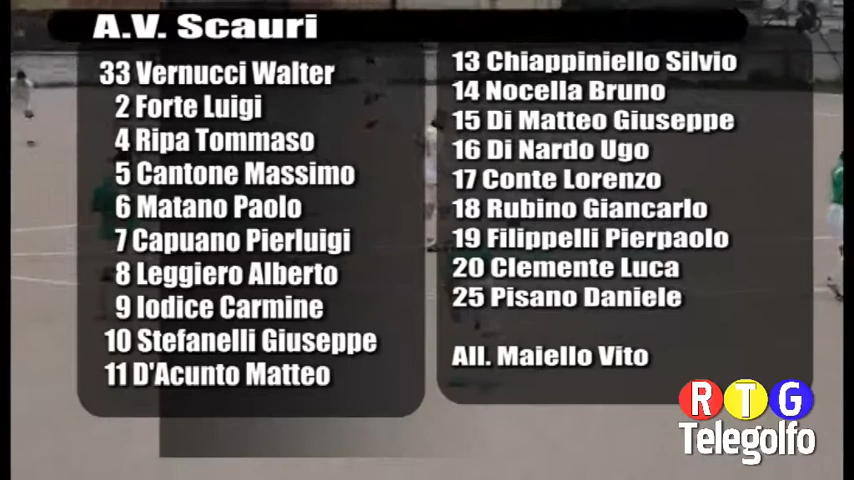 A.V. Scauri
33 Vernucci Walter
2 Forte Luigi
4 Ripa Tommaso
5 Cantone Massimo
6 Matano Paolo
7 Capuano Pierluigi
8 Leggiero Alberto
9 Iodice Carmine
10 Stefanelli Giuseppe
11 D'Acunto Matteo
13 Chiappiniello Silvio
14 Nocella Bruno
15 Di Matteo Giuseppe
16 Di Nardo Ugo
17 Conte Lorenzo
18 Rubino Giancarlo
19 Filippelli Pierpaolo
20 Clemente Luca
25 Pisano Daniele
All. Maiello Vito
RTG
Telegolfo